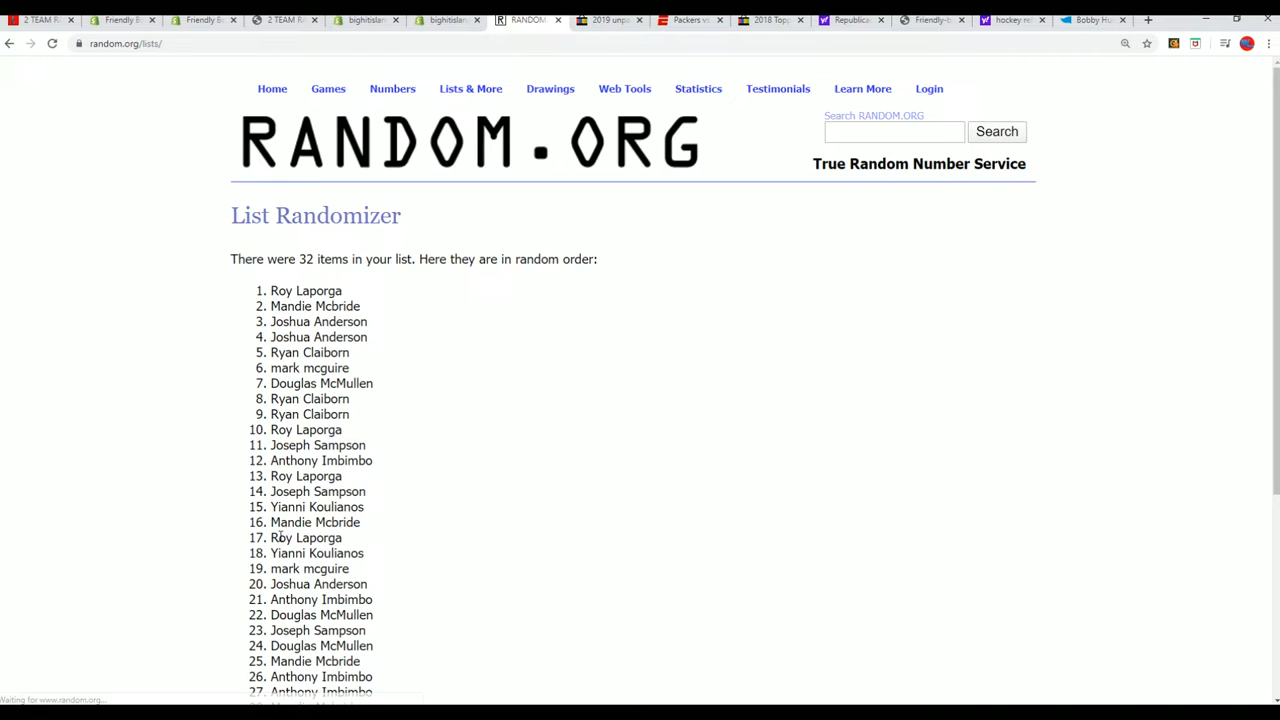 2 TEAM R
Friendly B
Friendly B
2 TEAM R
bighitislan
bighitislan
RANDOM
2019 unp
Packers vs
2018 Topp
Republica
Friendly-b
hockey re
Bobby Hu
random.org/lists/
Home Games Numbers Lists & More Drawings Web Tools Statistics Testimonials Learn More Login
RANDOM.ORG
Search RANDOM.ORG
Search
True Random Number Service
List Randomizer
There were 32 items in your list. Here they are in random order:
1. Roy Laporga
2. Mandie Mcbride
3. Joshua Anderson
4. Joshua Anderson
5. Ryan Claiborn
6. mark mcguire
7. Douglas McMullen
8. Ryan Claiborn
9. Ryan Claiborn
10. Roy Laporga
11. Joseph Sampson
12. Anthony Imbimbo
13. Roy Laporga
14. Joseph Sampson
15. Yianni Koulianos
16. Mandie Mcbride
17. Roy Laporga
18. Yianni Koulianos
19. mark mcguire
20. Joshua Anderson
21. Anthony Imbimbo
22. Douglas McMullen
23. Joseph Sampson
24. Douglas McMullen
25. Mandie Mcbride
26. Anthony Imbimbo
27. Anthony Imbimbo
Waiting for www.random.org...